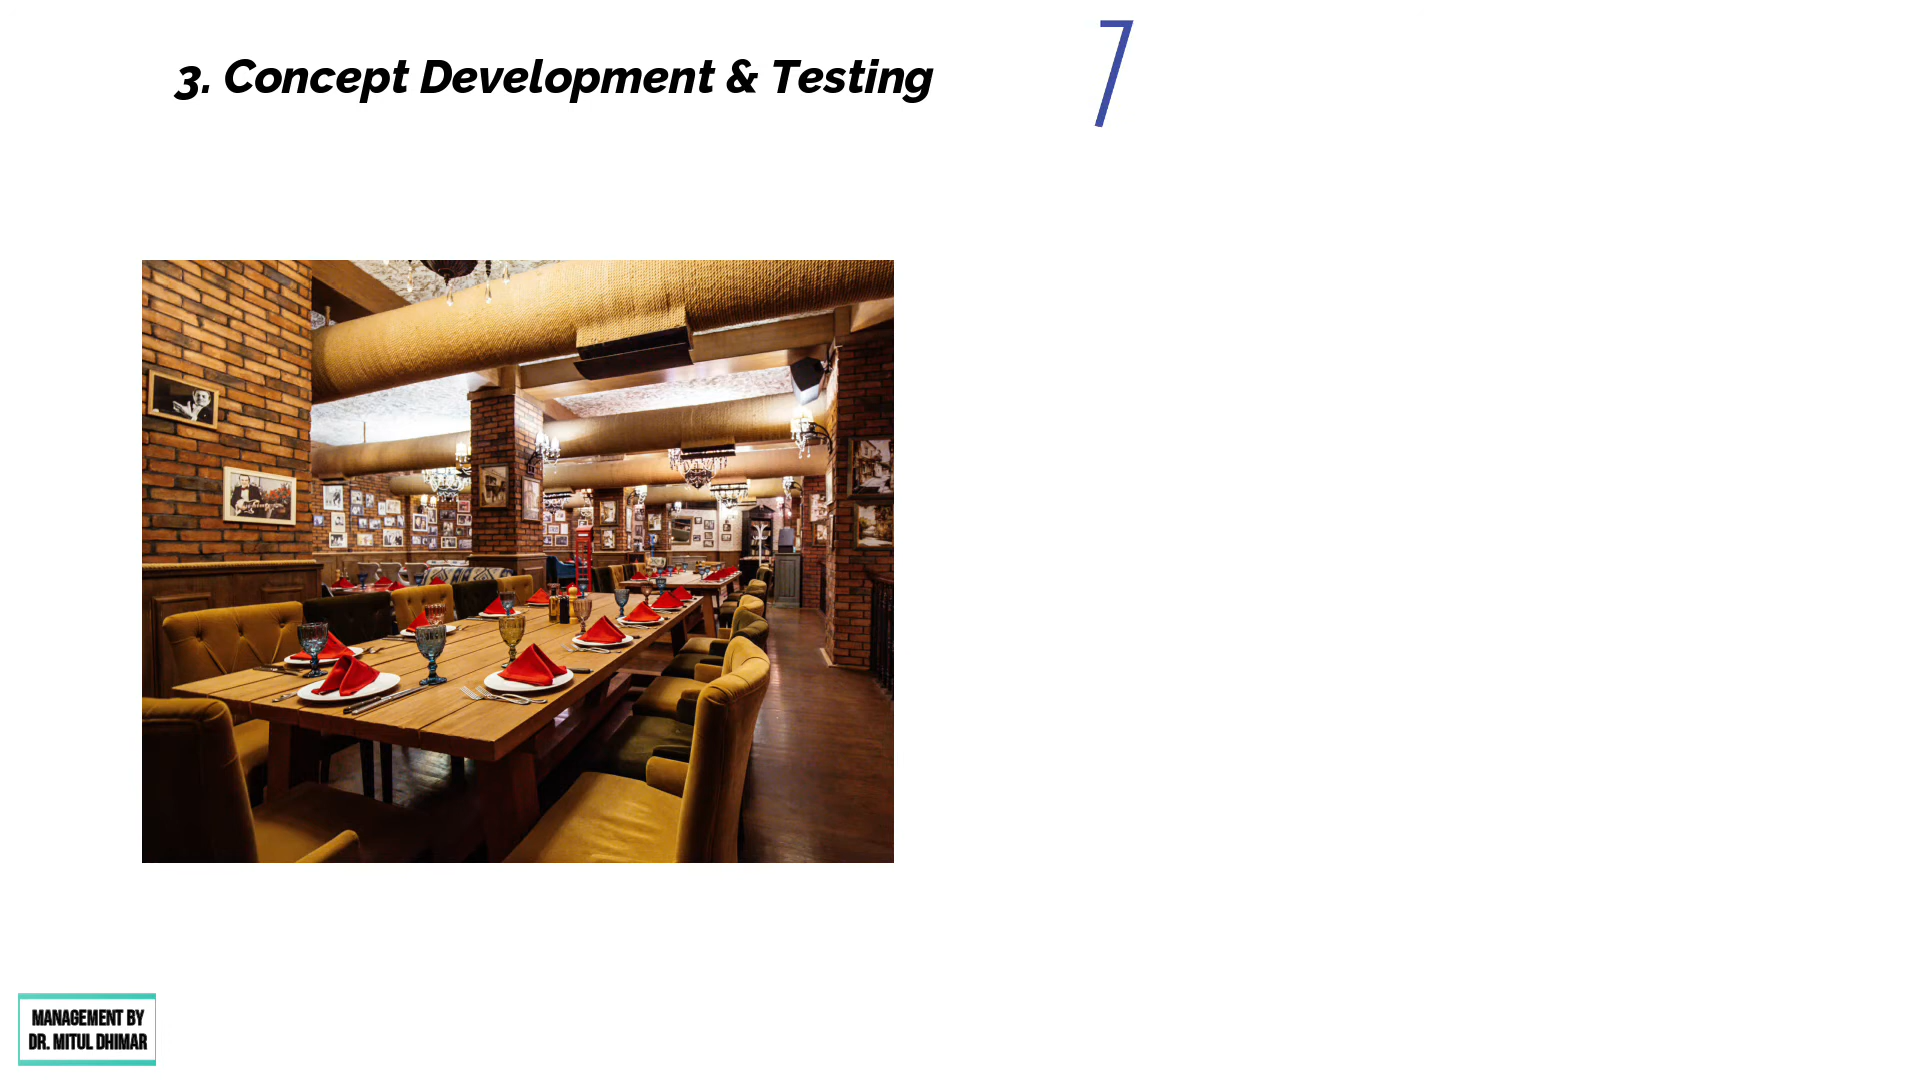 3. Concept Development & Testing
7
MANAGEMENT BY
DR. MITUL DHIMAR